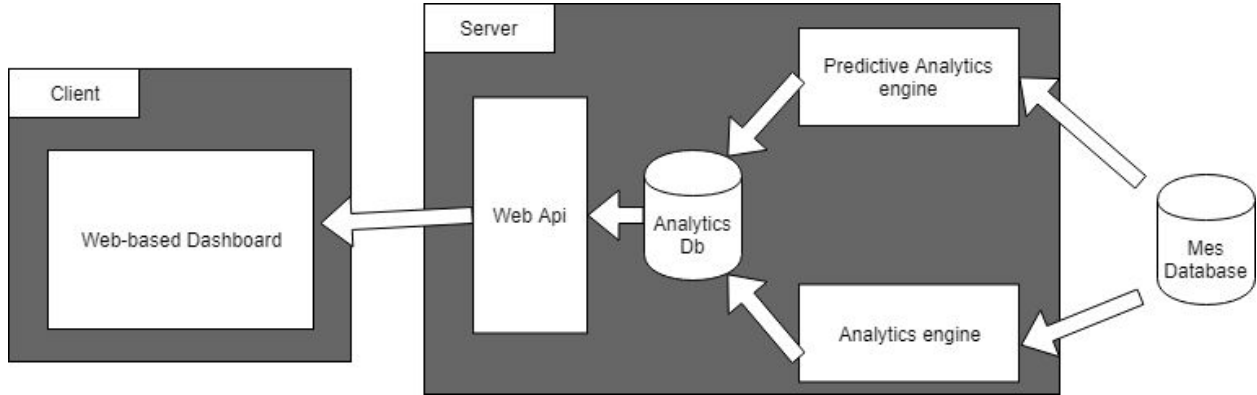 Server
Client
Predictive Analytics
engine
Web-based Dashboard
Web Api
Analytics
Db
Mes
Database
Analytics engine